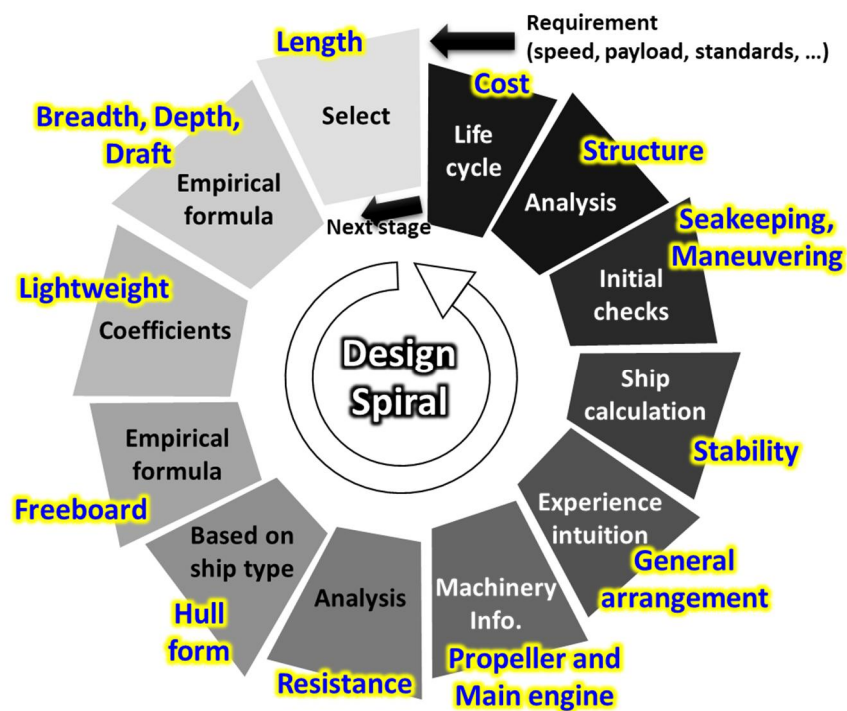 Requirement
(speed, payload, standards, ...)
Length
Select
Breadth, Depth,
Draft
Empirical
formula
Lightweight
Coefficients
Empirical
formula
Freeboard
Based on
ship type
Hull
form
Analysis
Resistance
Machinery
Info.
Propeller and
Main engine
Experience
intuition
General
arrangement
Ship
calculation
Stability
Initial
checks
Seakeeping,
Maneuvering
Analysis
Structure
Life
cycle
Cost
Next stage
Design
Spiral